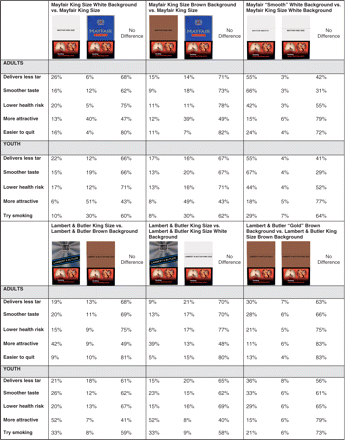 Mayfair King Size White Background vs. Mayfair King Size
Mayfair King Size Brown Background vs. Mayfair King Size
Mayfair "Smooth" White Background vs. Mayfair King Size White Background
MAYFAIR
No Difference
MAYFAIR
No Difference
No Difference
ADULTS
Delivers less tar 26% 6% 68% 15% 14% 71% 55% 3% 42%
Smoother taste 16% 12% 62% 9% 18% 73% 66% 3% 31%
Lower health risk 20% 5% 75% 11% 11% 78% 42% 3% 55%
More attractive 13% 40% 47% 12% 39% 49% 15% 6% 79%
Easier to quit 16% 4% 80% 11% 7% 82% 24% 4% 72%
YOUTH
Delivers less tar 22% 12% 66% 17% 16% 67% 55% 4% 41%
Smoother taste 15% 19% 66% 13% 20% 67% 67% 4% 29%
Lower health risk 17% 12% 71% 13% 16% 71% 44% 4% 52%
More attractive 6% 51% 43% 8% 49% 43% 18% 5% 77%
Try smoking 10% 30% 60% 8% 30% 62% 29% 7% 64%
Lambert & Butler King Size vs. Lambert & Butler Brown Background
Lambert & Butler King Size vs. Lambert & Butler King Size White Background
Lambert & Butler "Gold" Brown Background vs. Lambert & Butler King Size Brown Background
No Difference
No Difference
No Difference
ADULTS
Delivers less tar 19% 13% 68% 9% 21% 70% 30% 7% 63%
Smoother taste 20% 11% 69% 13% 17% 70% 28% 6% 66%
Lower health risk 15% 9% 75% 6% 17% 77% 21% 5% 75%
More attractive 42% 9% 49% 39% 13% 48% 11% 6% 83%
Easier to quit 9% 10% 81% 5% 15% 80% 13% 4% 83%
YOUTH
Delivers less tar 21% 18% 61% 15% 20% 65% 36% 8% 56%
Smoother taste 26% 12% 62% 23% 15% 62% 33% 6% 61%
Lower health risk 20% 13% 67% 15% 16% 69% 29% 6% 65%
More attractive 52% 7% 41% 52% 8% 40% 15% 6% 79%
Try smoking 33% 8% 59% 33% 9% 58% 21% 6% 73%